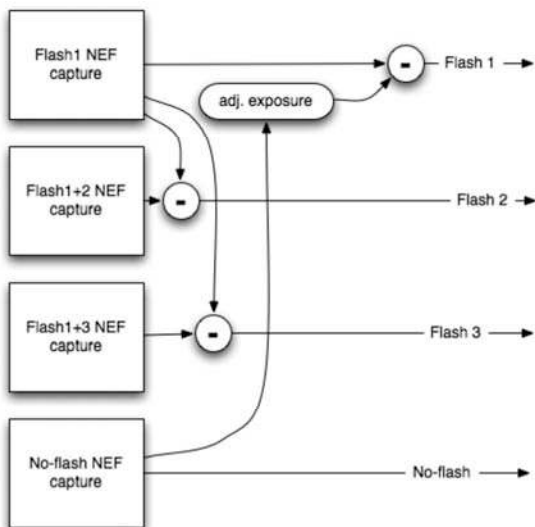 Flash1 NEF
capture
-
Flash 1
adj. exposure
Flash1+2 NEF
capture
-
Flash 2
Flash1+3 NEF
capture
-
Flash 3
No-flash NEF
capture
No-flash